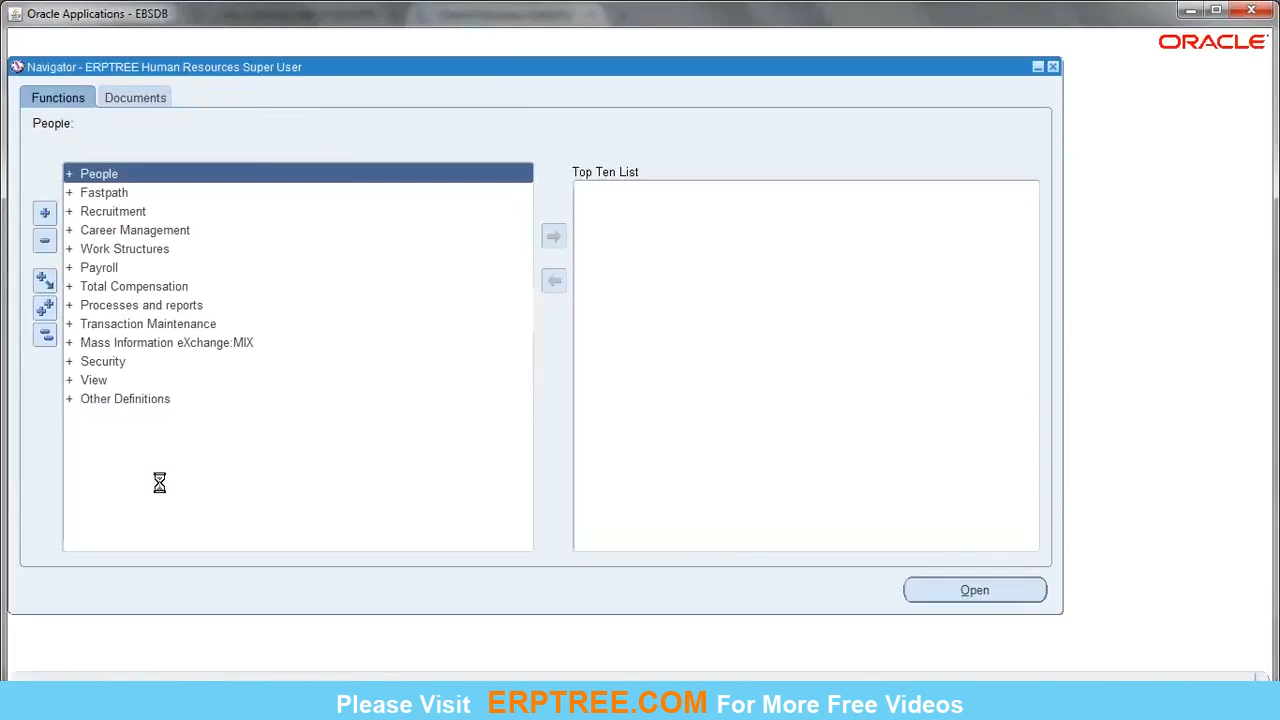 Oracle Applications - EBSDB
ORACLE
Navigator - ERPTREE Human Resources Super User
Functions
Documents
People:
Top Ten List
+ People
+ Fastpath
+ Recruitment
+ Career Management
+ Work Structures
+ Payroll
+ Total Compensation
+ Processes and reports
+ Transaction Maintenance
+ Mass Information eXchange:MIX
+ Security
+ View
+ Other Definitions
Open
Please Visit ERPTREE.COM For More Free Videos